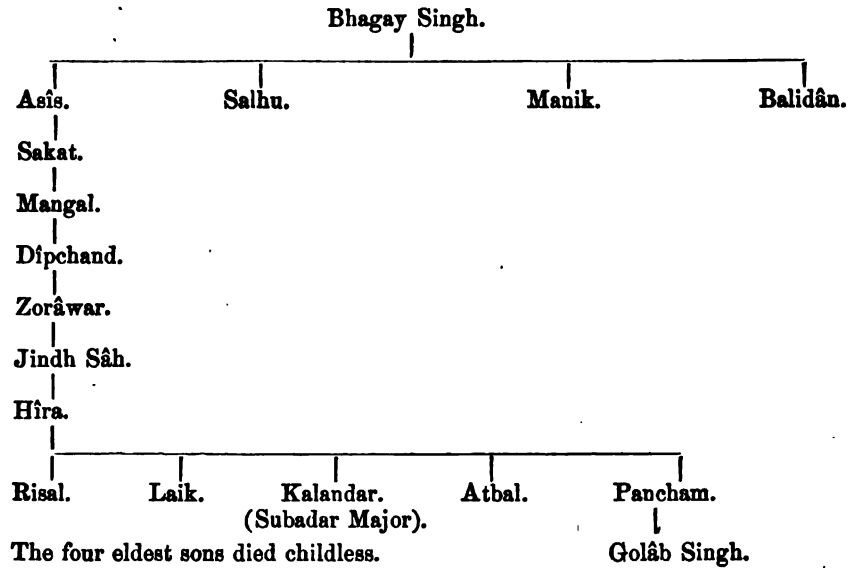 Bhagay Singh.
Asîs. Salhu. Manik. Balidân.
Sakat.
Mangal.
Dîpchand.
Zorâwar.
Jindh Sâh.
Hîra.
Risal. Laik. Kalandar. Atbal. Pancham.
(Subadar Major).
The four eldest sons died childless. Golâb Singh.